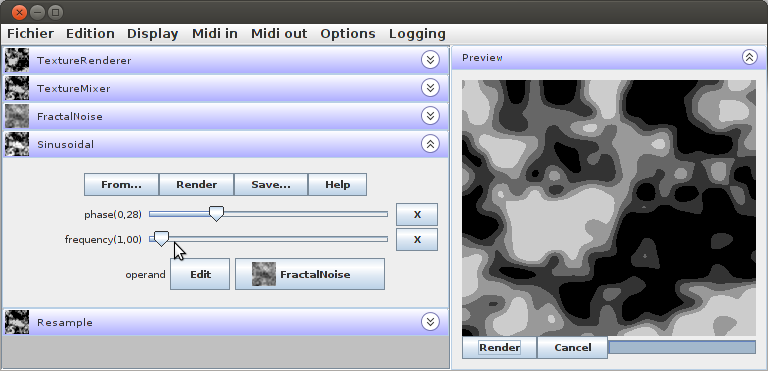 Fichier Edition Display Midi in Midi out Options Logging
TextureRenderer
TextureMixer
FractalNoise
Sinusoidal
From... Render Save... Help
phase(0,28) X
frequency(1,00) X
operand Edit FractalNoise
Resample
Preview
Render Cancel